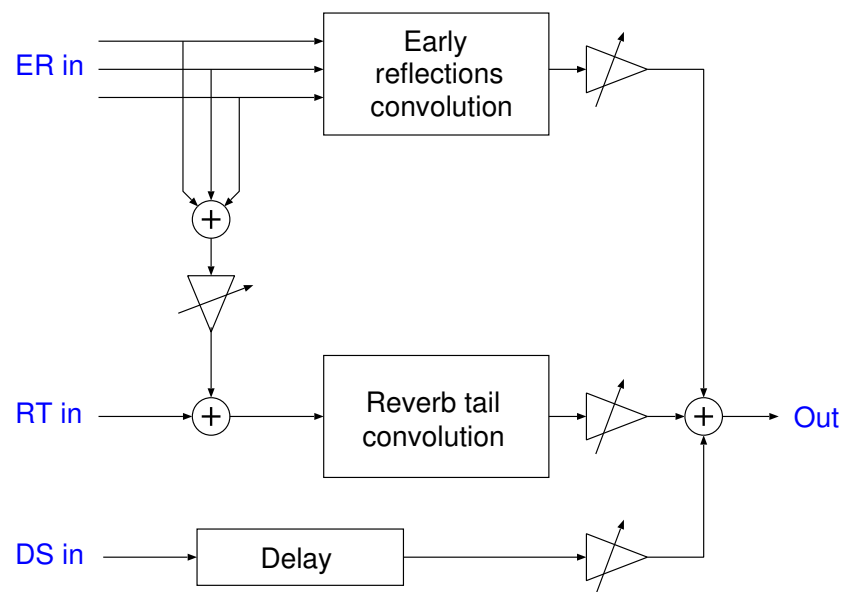 ER in
Early
reflections
convolution
+
+
RT in
Reverb tail
convolution
+
Out
DS in
Delay